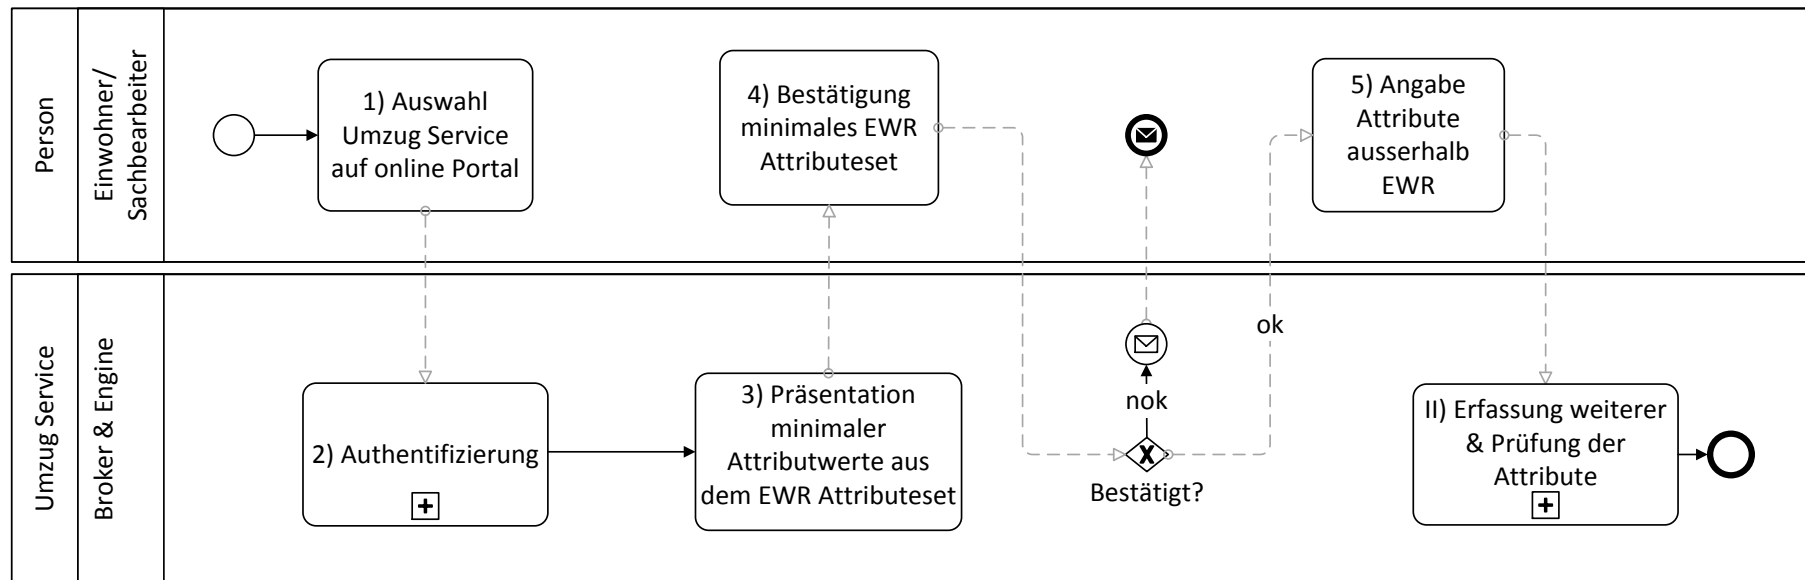 Person
Einwohner/
Sachbearbeiter
1) Auswahl
Umzug Service
auf online Portal
4) Bestätigung
minimales EWR
Attributeset
5) Angabe
Attribute
ausserhalb
EWR
Umzug Service
Broker & Engine
2) Authentifizierung
3) Präsentation
minimaler
Attributwerte aus
dem EWR Attributeset
nok
Bestätigt?
ok
II) Erfassung weiterer
& Prüfung der
Attribute